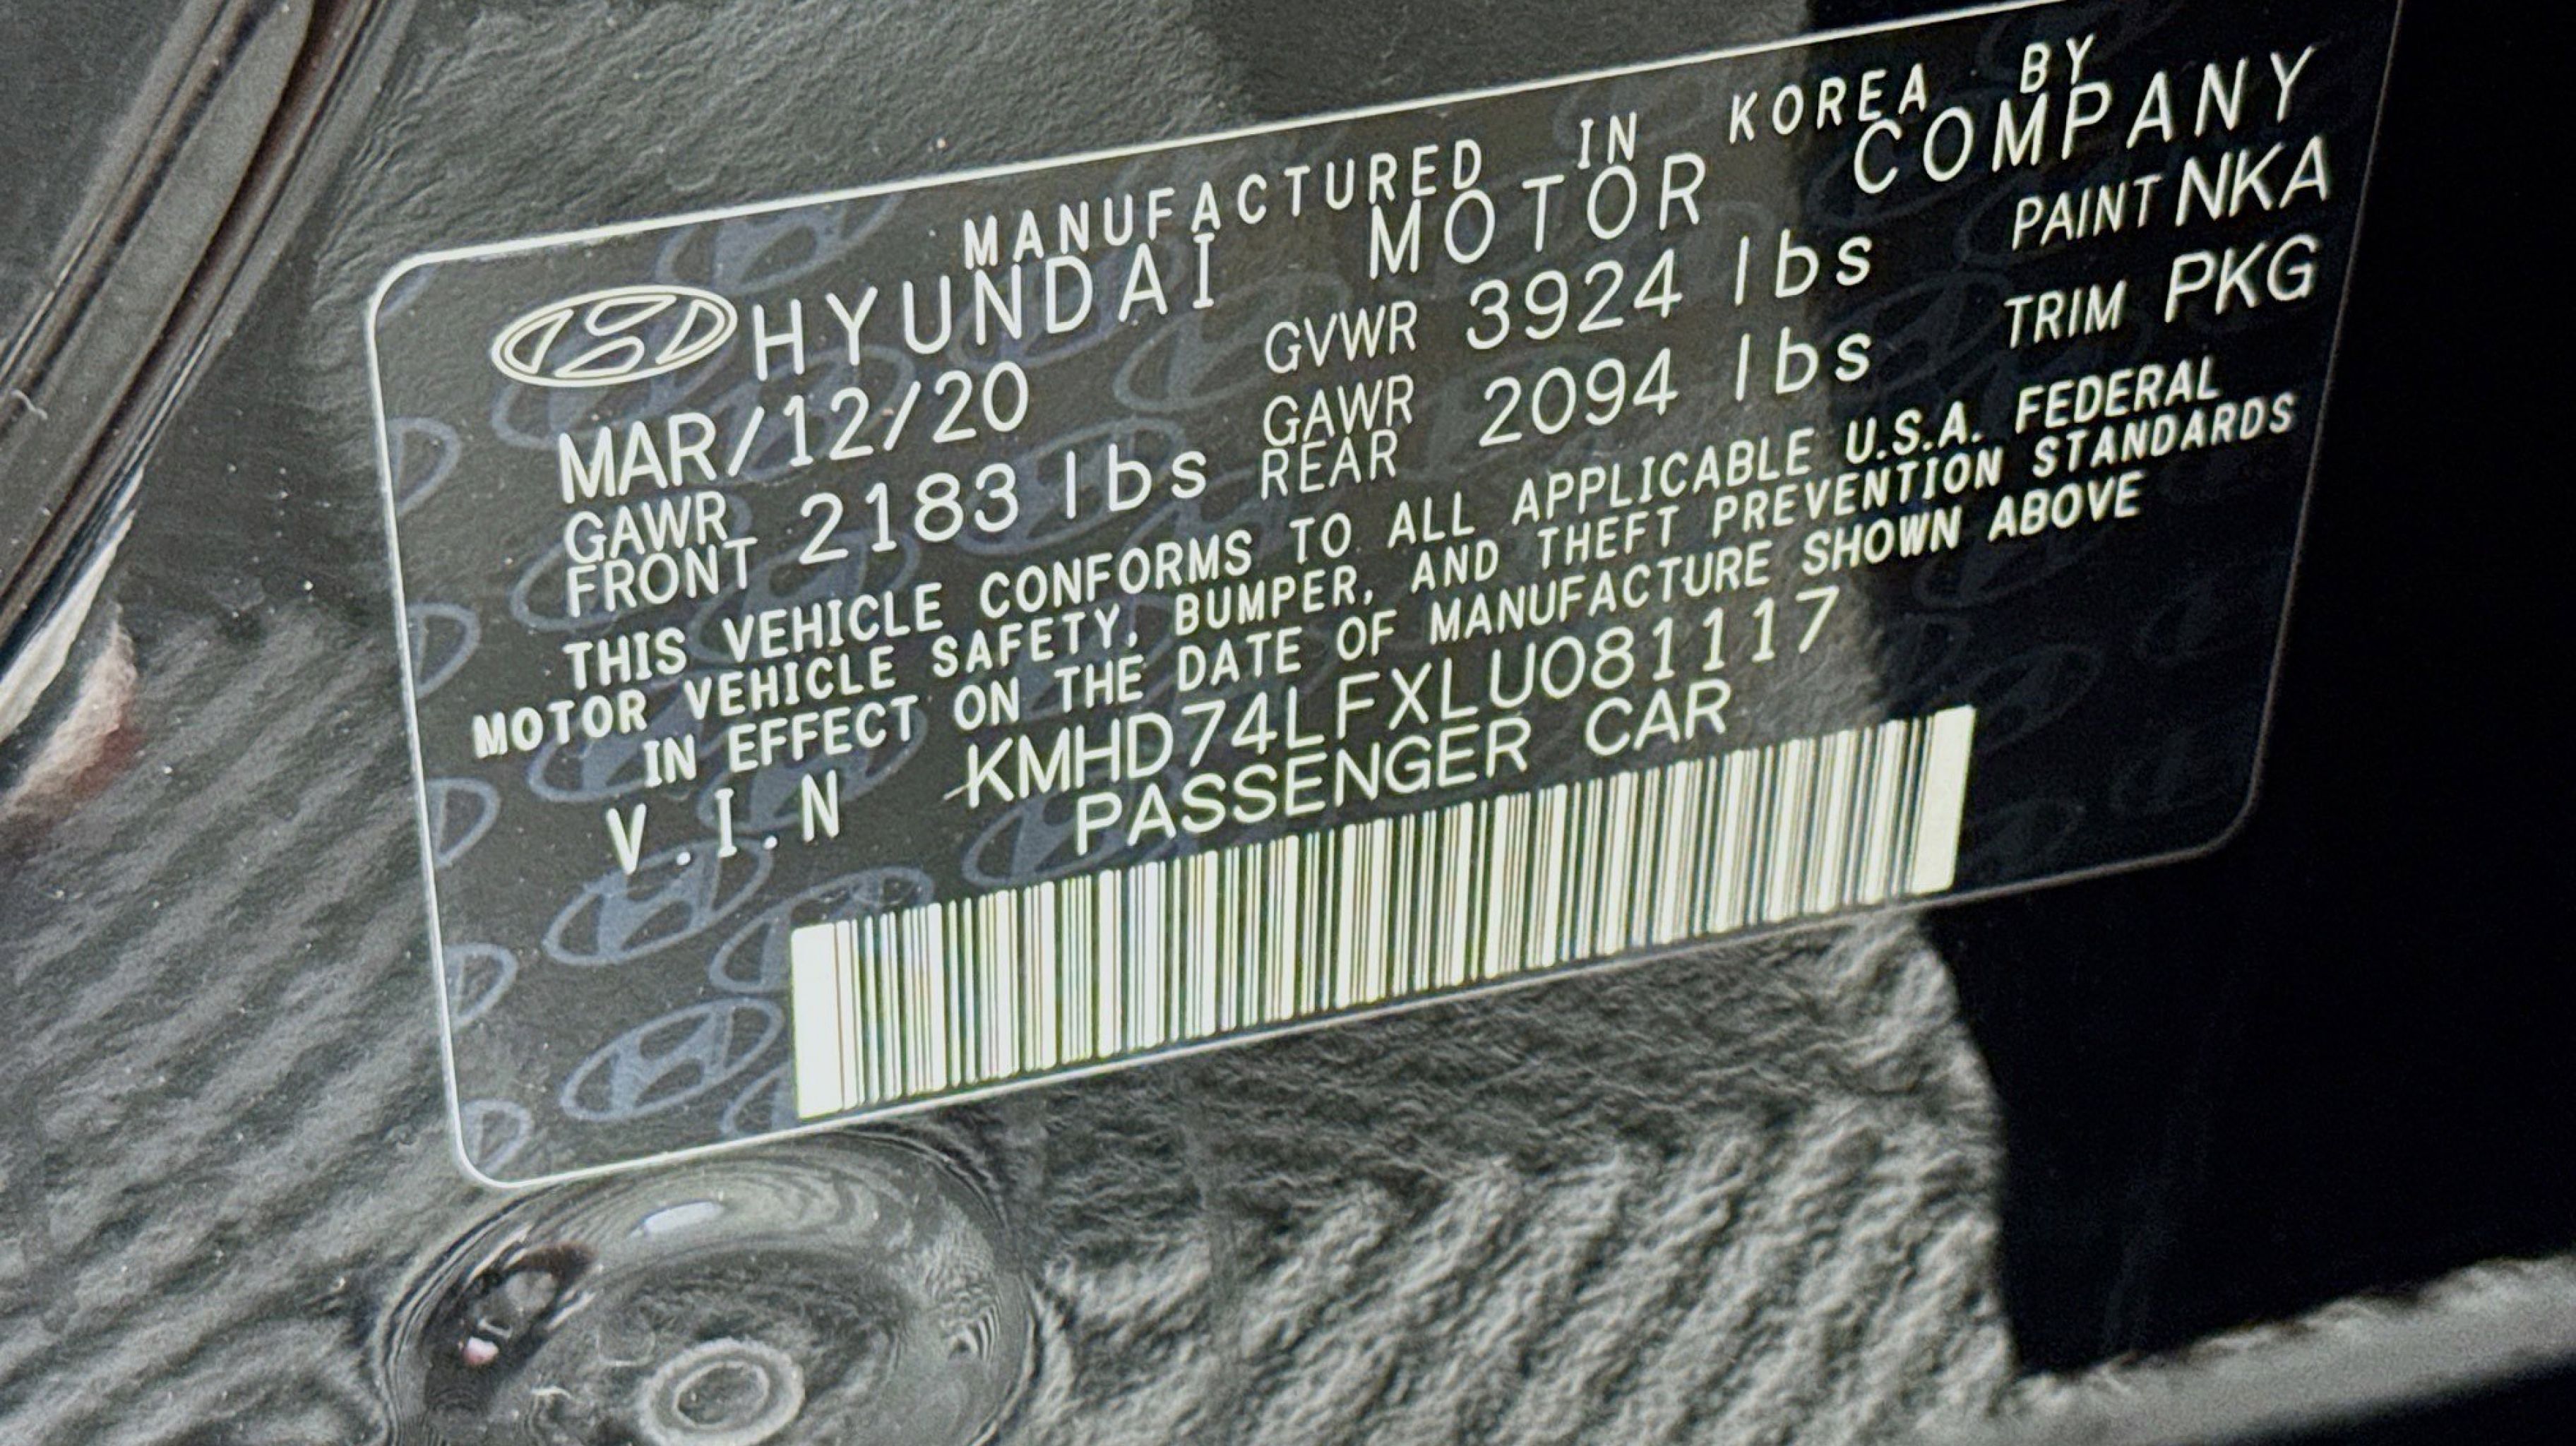 MANUFACTURED IN KOREA BY
HYUNDAI MOTOR COMPANY
MAR/12/20 GVWR 3924 lbs PAINT NKA
GAWR FRONT 2183 lbs GAWR REAR 2094 lbs TRIM PKG
THIS VEHICLE CONFORMS TO ALL APPLICABLE U.S.A. FEDERAL
MOTOR VEHICLE SAFETY, BUMPER, AND THEFT PREVENTION STANDARDS
IN EFFECT ON THE DATE OF MANUFACTURE SHOWN ABOVE
V.I.N KMHD74LFXLU081117
PASSENGER CAR